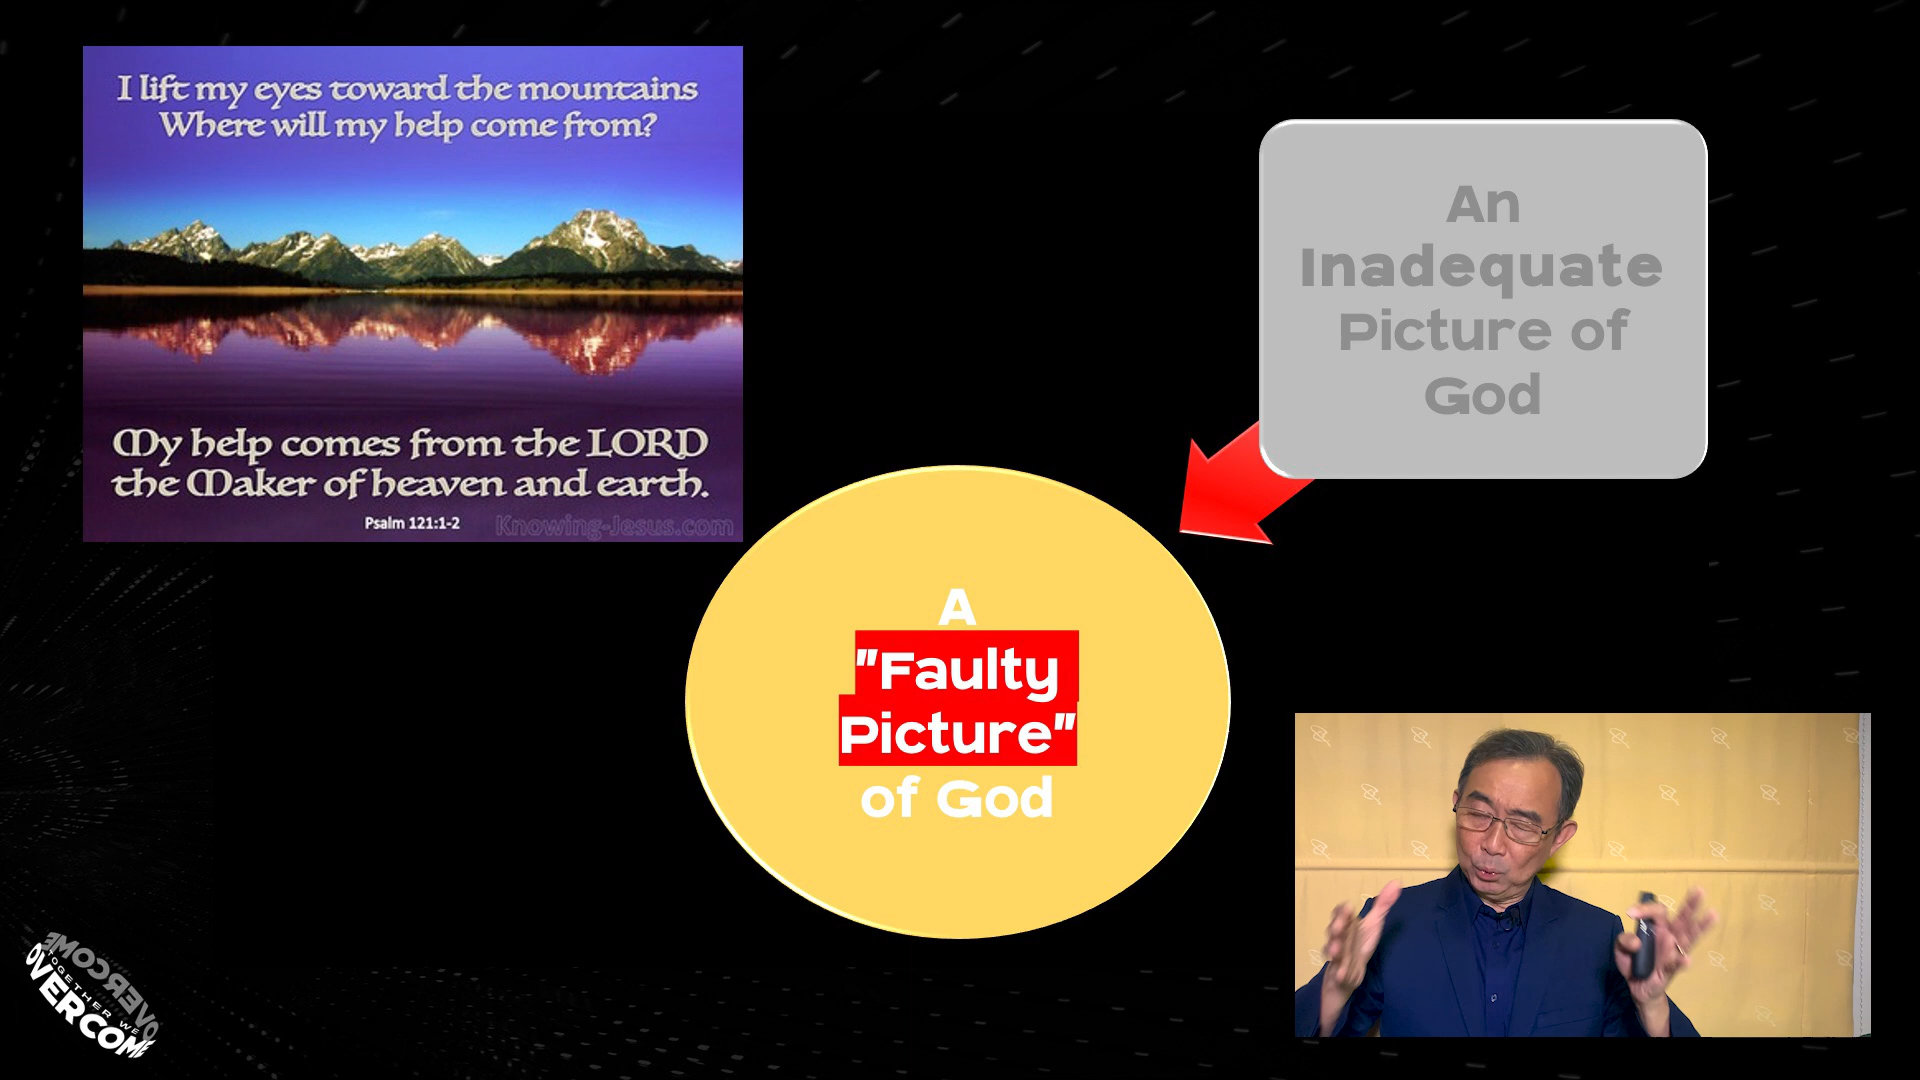 I lift my eyes toward the mountains
Where will my help come from?
My help comes from the LORD
the Maker of heaven and earth.
Psalm 121:1-2
Knowing-Jesus.com
An
Inadequate
Picture of
God
A
"Faulty
Picture"
of God
OVERCOME
TOGETHER WE
OVERCOME